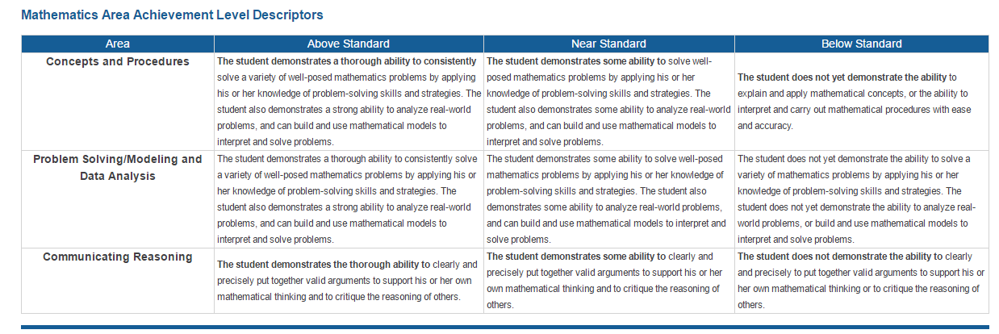 Mathematics Area Achievement Level Descriptors
Area
Above Standard
Near Standard
Below Standard
Concepts and Procedures
The student demonstrates a thorough ability to consistently
solve a variety of well-posed mathematics problems by applying
his or her knowledge of problem-solving skills and strategies. The
student also demonstrates a strong ability to analyze real-world
problems, and can build and use mathematical models to
interpret and solve problems.
The student demonstrates some ability to solve well-
posed mathematics problems by applying his or her
knowledge of problem-solving skills and strategies. The
student also demonstrates some ability to analyze real-world
problems, and can build and use mathematical models to
interpret and solve problems.
The student does not yet demonstrate the ability to
explain and apply mathematical concepts, or the ability to
interpret and carry out mathematical procedures with ease
and accuracy.
Problem Solving/Modeling and
Data Analysis
The student demonstrates a thorough ability to consistently solve
a variety of well-posed mathematics problems by applying his or
her knowledge of problem-solving skills and strategies. The
student also demonstrates a strong ability to analyze real-world
problems, and can build and use mathematical models to
interpret and solve problems.
The student demonstrates some ability to solve well-posed
mathematics problems by applying his or her knowledge of
problem-solving skills and strategies. The student also
demonstrates some ability to analyze real-world problems,
and can build and use mathematical models to interpret and
solve problems.
The student does not yet demonstrate the ability to solve a
variety of mathematics problems by applying his or her
knowledge of problem-solving skills and strategies. The
student does not yet demonstrate the ability to analyze real-
world problems, or build and use mathematical models to
interpret and solve problems.
Communicating Reasoning
The student demonstrates the thorough ability to clearly and
precisely put together valid arguments to support his or her own
mathematical thinking and to critique the reasoning of others.
The student demonstrates some ability to clearly and
precisely put together valid arguments to support his or her
own mathematical thinking and to critique the reasoning of
others.
The student does not demonstrate the ability to clearly
and precisely to put together valid arguments to support his or
her own mathematical thinking or to critique the reasoning of
others.